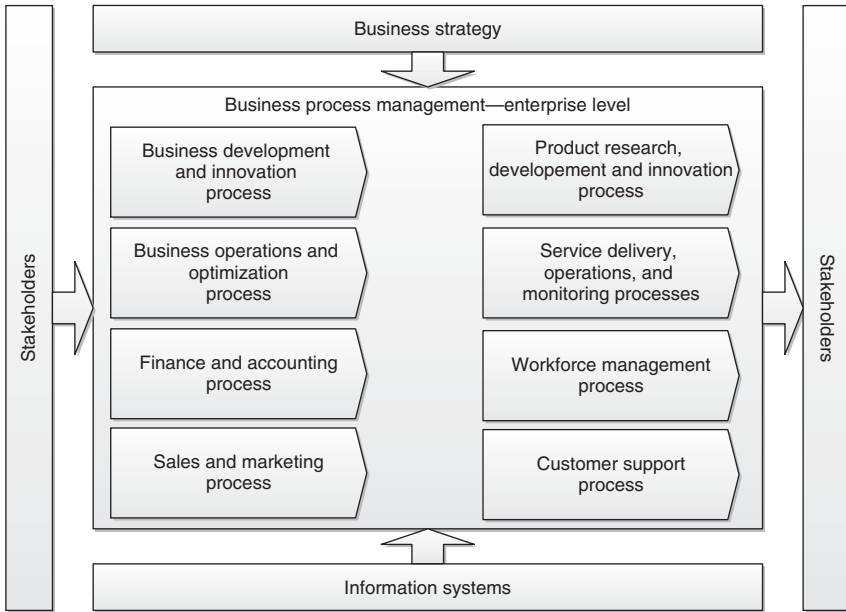 Business strategy
Stakeholders
Business process management—enterprise level
Business development
and innovation
process
Product research,
developement and innovation
process
Business operations and
optimization
process
Service delivery,
operations, and
monitoring processes
Finance and accounting
process
Workforce management
process
Sales and marketing
process
Customer support
process
Stakeholders
Information systems